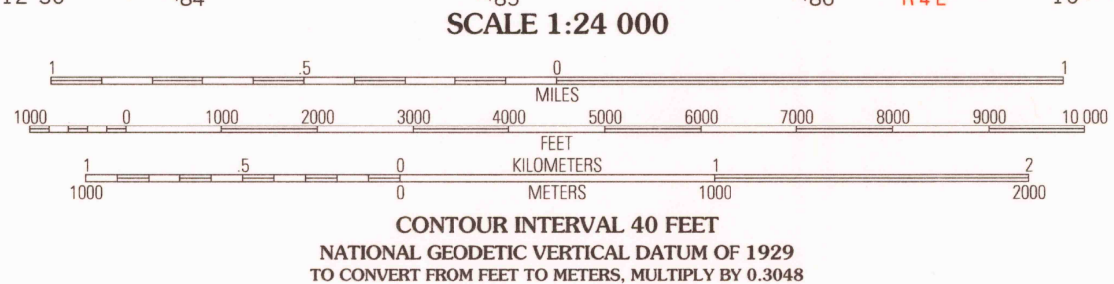 SCALE 1:24 000
1 .5 0 1
MILES
1000 0 1000 2000 3000 4000 5000 6000 7000 8000 9000 10 000
FEET
1 .5 0 KILOMETERS 1 2
1000 0 METERS 1000 2000
CONTOUR INTERVAL 40 FEET
NATIONAL GEODETIC VERTICAL DATUM OF 1929
TO CONVERT FROM FEET TO METERS, MULTIPLY BY 0.3048